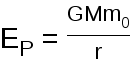 E_P = GMm_0 / r